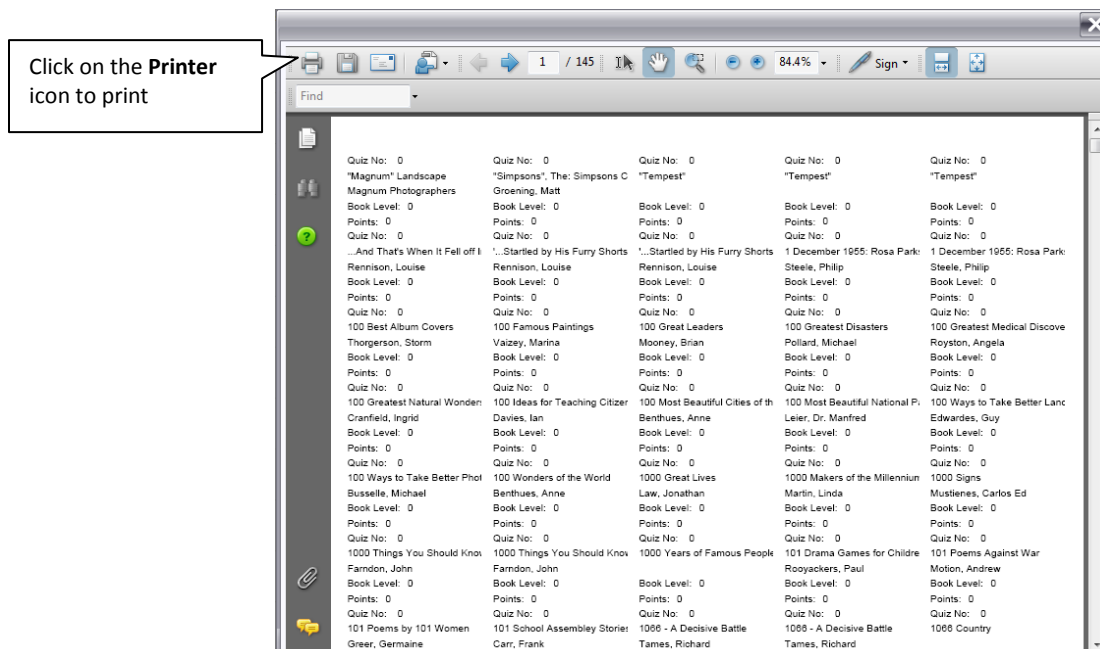 Click on the Printer
icon to print
1 / 145 84.4% Sign
Find
Quiz No: 0 Quiz No: 0 Quiz No: 0 Quiz No: 0 Quiz No: 0
"Magnum" Landscape "Simpsons", The: Simpsons C "Tempest" "Tempest" "Tempest"
Magnum Photographers Groening, Matt
Book Level: 0 Book Level: 0 Book Level: 0 Book Level: 0 Book Level: 0
Points: 0 Points: 0 Points: 0 Points: 0 Points: 0
Quiz No: 0 Quiz No: 0 Quiz No: 0 Quiz No: 0 Quiz No: 0
...And That's When It Fell off I '...Startled by His Furry Shorts '...Startled by His Furry Shorts 1 December 1955: Rosa Parks 1 December 1955: Rosa Parks
Rennison, Louise Rennison, Louise Rennison, Louise Steele, Philip Steele, Philip
Book Level: 0 Book Level: 0 Book Level: 0 Book Level: 0 Book Level: 0
Points: 0 Points: 0 Points: 0 Points: 0 Points: 0
Quiz No: 0 Quiz No: 0 Quiz No: 0 Quiz No: 0 Quiz No: 0
100 Best Album Covers 100 Famous Paintings 100 Great Leaders 100 Greatest Disasters 100 Greatest Medical Discove
Thorgerson, Storm Vaizey, Marina Mooney, Brian Pollard, Michael Royston, Angela
Book Level: 0 Book Level: 0 Book Level: 0 Book Level: 0 Book Level: 0
Points: 0 Points: 0 Points: 0 Points: 0 Points: 0
Quiz No: 0 Quiz No: 0 Quiz No: 0 Quiz No: 0 Quiz No: 0
100 Greatest Natural Wonders 100 Ideas for Teaching Citizen 100 Most Beautiful Cities of th 100 Most Beautiful National Pa 100 Ways to Take Better Land
Cranfield, Ingrid Davies, Ian Benthues, Anne Leier, Dr. Manfred Edwardes, Guy
Book Level: 0 Book Level: 0 Book Level: 0 Book Level: 0 Book Level: 0
Points: 0 Points: 0 Points: 0 Points: 0 Points: 0
Quiz No: 0 Quiz No: 0 Quiz No: 0 Quiz No: 0 Quiz No: 0
100 Ways to Take Better Phot 100 Wonders of the World 1000 Great Lives 1000 Makers of the Millennium 1000 Signs
Busselle, Michael Benthues, Anne Law, Jonathan Martin, Linda Mustienes, Carlos Ed
Book Level: 0 Book Level: 0 Book Level: 0 Book Level: 0 Book Level: 0
Points: 0 Points: 0 Points: 0 Points: 0 Points: 0
Quiz No: 0 Quiz No: 0 Quiz No: 0 Quiz No: 0 Quiz No: 0
1000 Things You Should Know 1000 Things You Should Know 1000 Years of Famous People 101 Drama Games for Childre 101 Poems Against War
Farndon, John Farndon, John Rooyackers, Paul Motion, Andrew
Book Level: 0 Book Level: 0 Book Level: 0 Book Level: 0 Book Level: 0
Points: 0 Points: 0 Points: 0 Points: 0 Points: 0
Quiz No: 0 Quiz No: 0 Quiz No: 0 Quiz No: 0 Quiz No: 0
101 Poems by 101 Women 101 School Assembley Stories 1066 - A Decisive Battle 1066 - A Decisive Battle 1066 Country
Greer, Germaine Carr, Frank Tames, Richard Tames, Richard